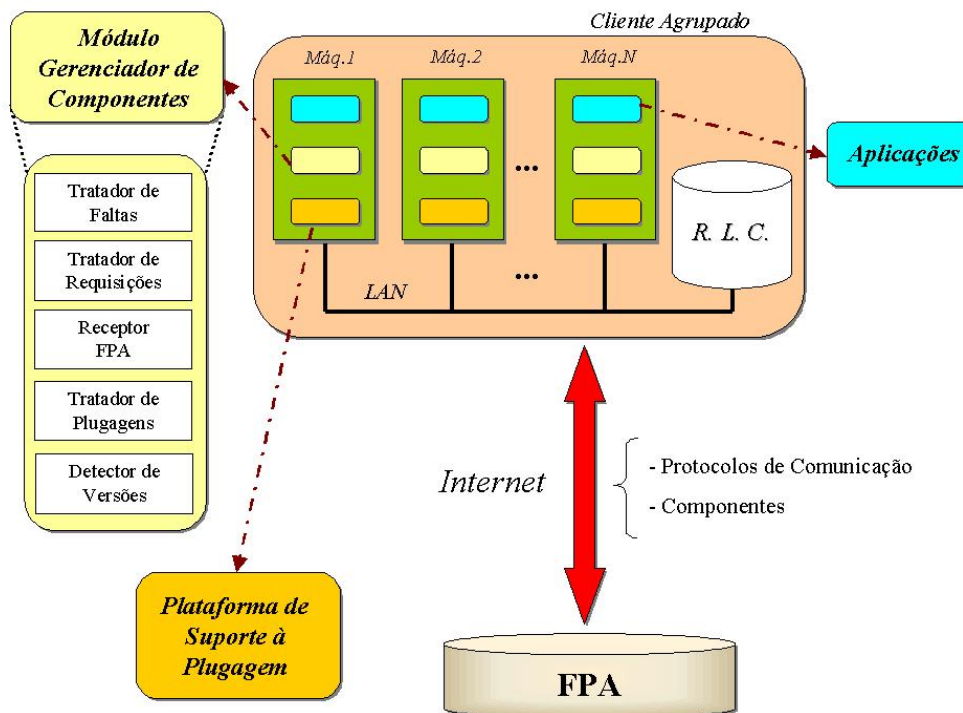 Módulo
Gerenciador de
Componentes
Tratador de
Faltas
Tratador de
Requisições
Receptor
FPA
Tratador de
Plugagens
Detector de
Versões
Cliente Agrupado
Máq.1
Máq.2
Máq.N
...
R. L. C.
...
LAN
Aplicações
Internet
- Protocolos de Comunicação
- Componentes
Plataforma de
Suporte à
Plugagem
FPA